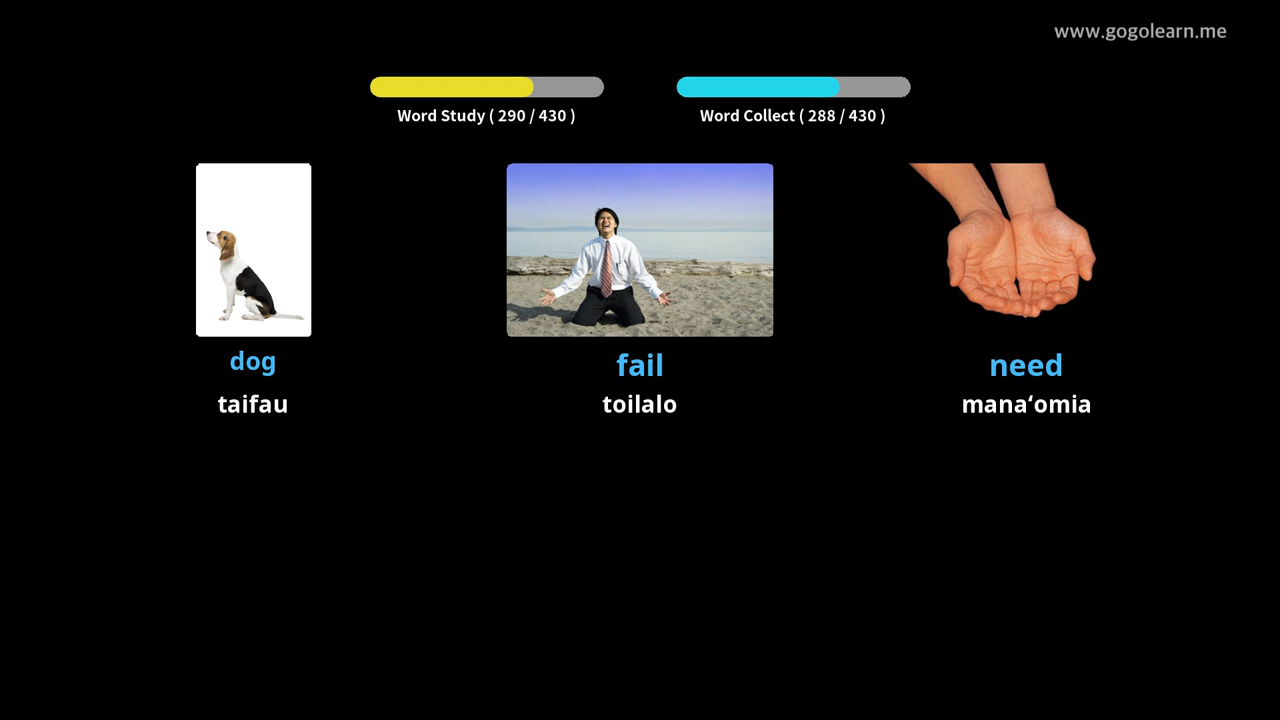 www.gogolearn.me
Word Study ( 290 / 430 )
Word Collect ( 288 / 430 )
dog
fail
need
taifau
toilalo
manaʻomia